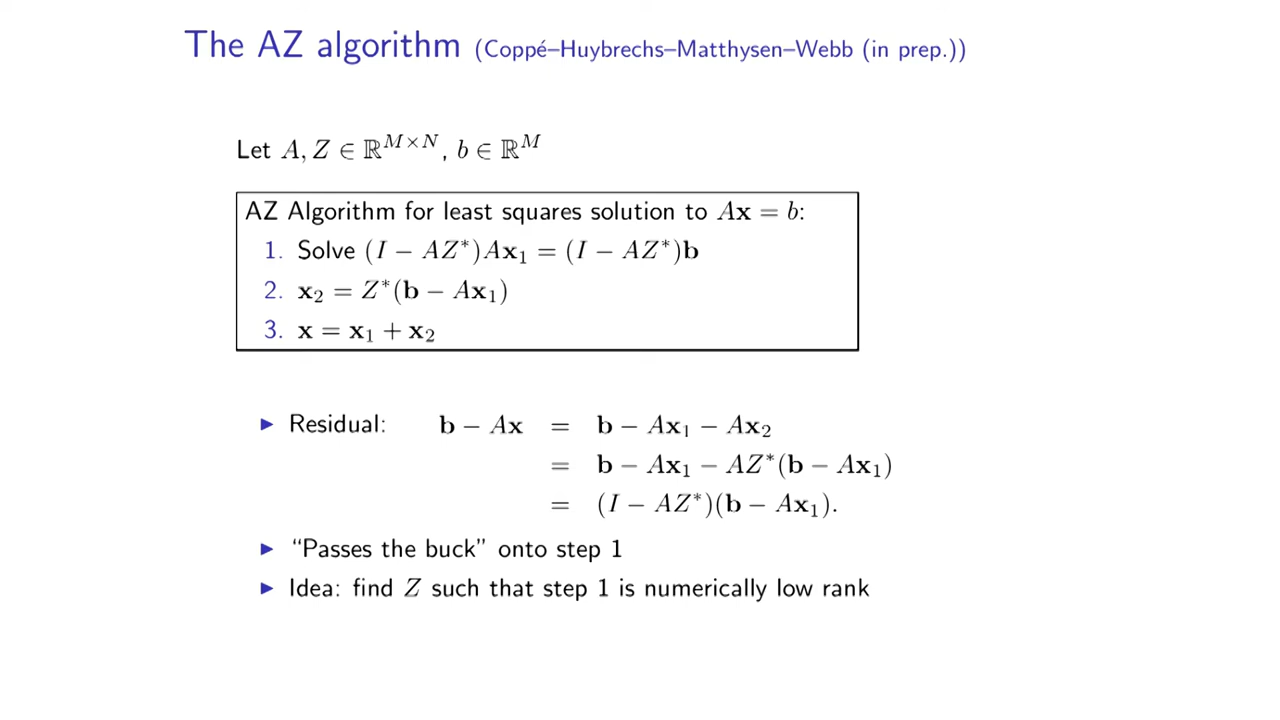 The AZ algorithm (Coppé–Huybrechs–Matthysen–Webb (in prep.))
Let A, Z ∈ ℝ^{M×N}, b ∈ ℝ^M
AZ Algorithm for least squares solution to A𝐱 = b:
1. Solve (I − AZ*)A𝐱₁ = (I − AZ*)𝐛
2. 𝐱₂ = Z*(𝐛 − A𝐱₁)
3. 𝐱 = 𝐱₁ + 𝐱₂
▶ Residual: 𝐛 − A𝐱 = 𝐛 − A𝐱₁ − A𝐱₂
= 𝐛 − A𝐱₁ − AZ*(𝐛 − A𝐱₁)
= (I − AZ*)(𝐛 − A𝐱₁).
▶ “Passes the buck” onto step 1
▶ Idea: find Z such that step 1 is numerically low rank